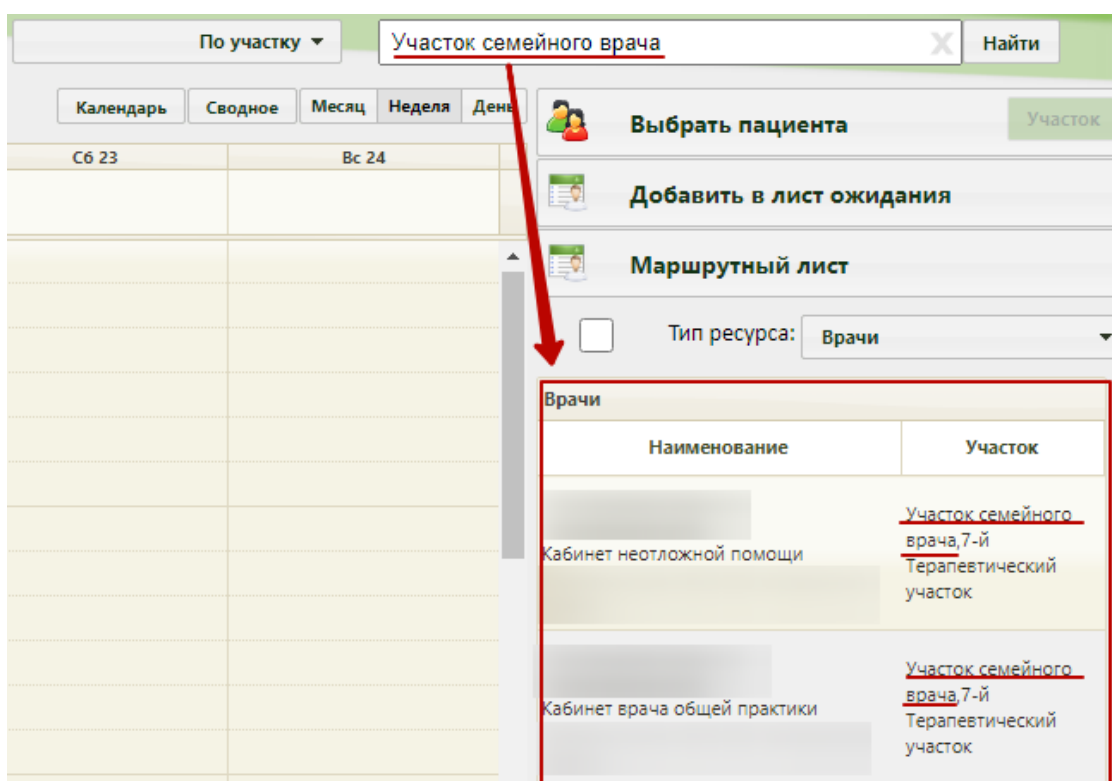 По участку
Участок семейного врача
X
Найти
Календарь
Сводное
Месяц
Неделя
День
Сб 23
Вс 24
Выбрать пациента
Участок
Добавить в лист ожидания
Маршрутный лист
Тип ресурса:
Врачи
Врачи
Наименование
Участок
Кабинет неотложной помощи
Участок семейного
врача,7-й
Терапевтический
участок
Кабинет врача общей практики
Участок семейного
врача,7-й
Терапевтический
участок